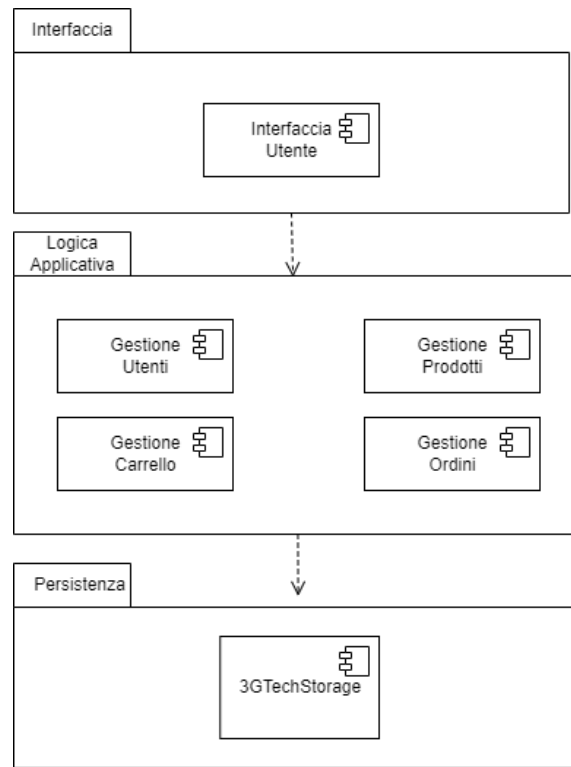 Interfaccia
Interfaccia
Utente
Logica
Applicativa
Gestione
Utenti
Gestione
Prodotti
Gestione
Carrello
Gestione
Ordini
Persistenza
3GTechStorage